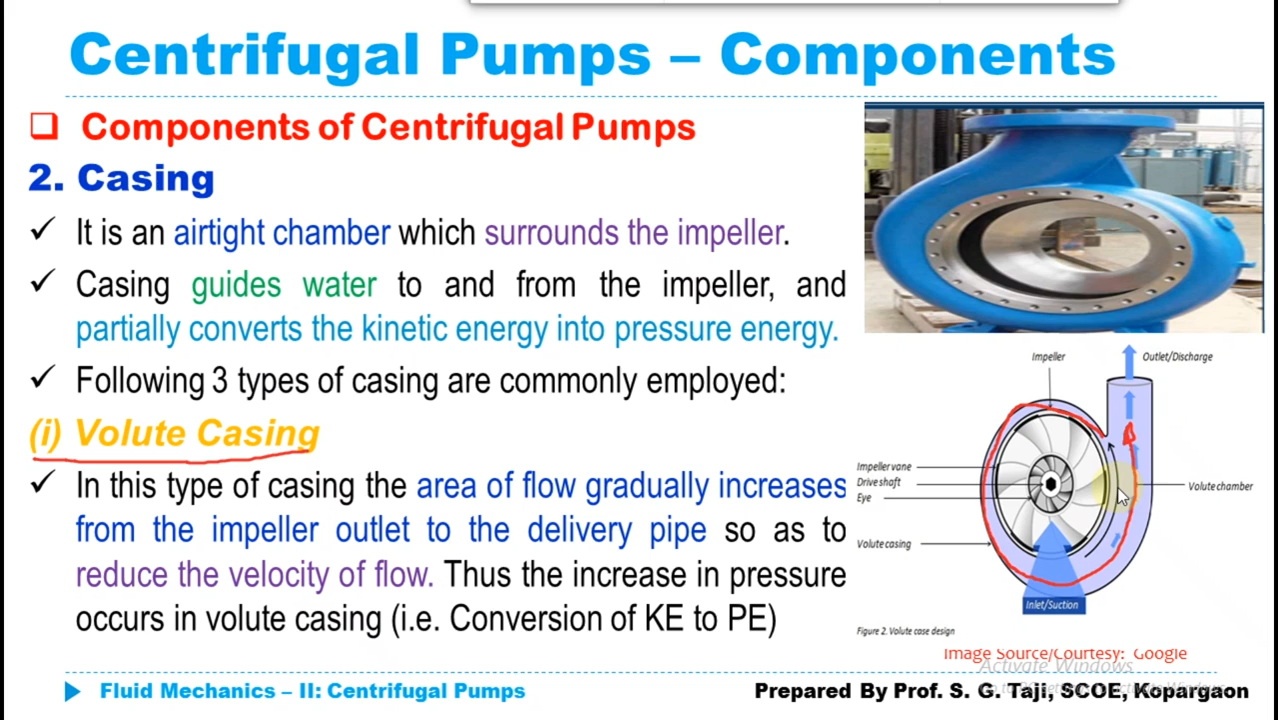 Centrifugal Pumps – Components
❑ Components of Centrifugal Pumps
2. Casing
✓ It is an airtight chamber which surrounds the impeller.
✓ Casing guides water to and from the impeller, and
partially converts the kinetic energy into pressure energy.
✓ Following 3 types of casing are commonly employed:
(i) Volute Casing
✓ In this type of casing the area of flow gradually increases
from the impeller outlet to the delivery pipe so as to
reduce the velocity of flow. Thus the increase in pressure
occurs in volute casing (i.e. Conversion of KE to PE)
Impeller
Outlet/Discharge
Impeller vane
Drive shaft
Eye
Volute chamber
Volute casing
Inlet/Suction
Figure 2. Volute case design
Image Source/Courtesy: Google
Activate Windows
Fluid Mechanics – II: Centrifugal Pumps
Prepared By Prof. S. G. Taji, SCOE, Kopargaon